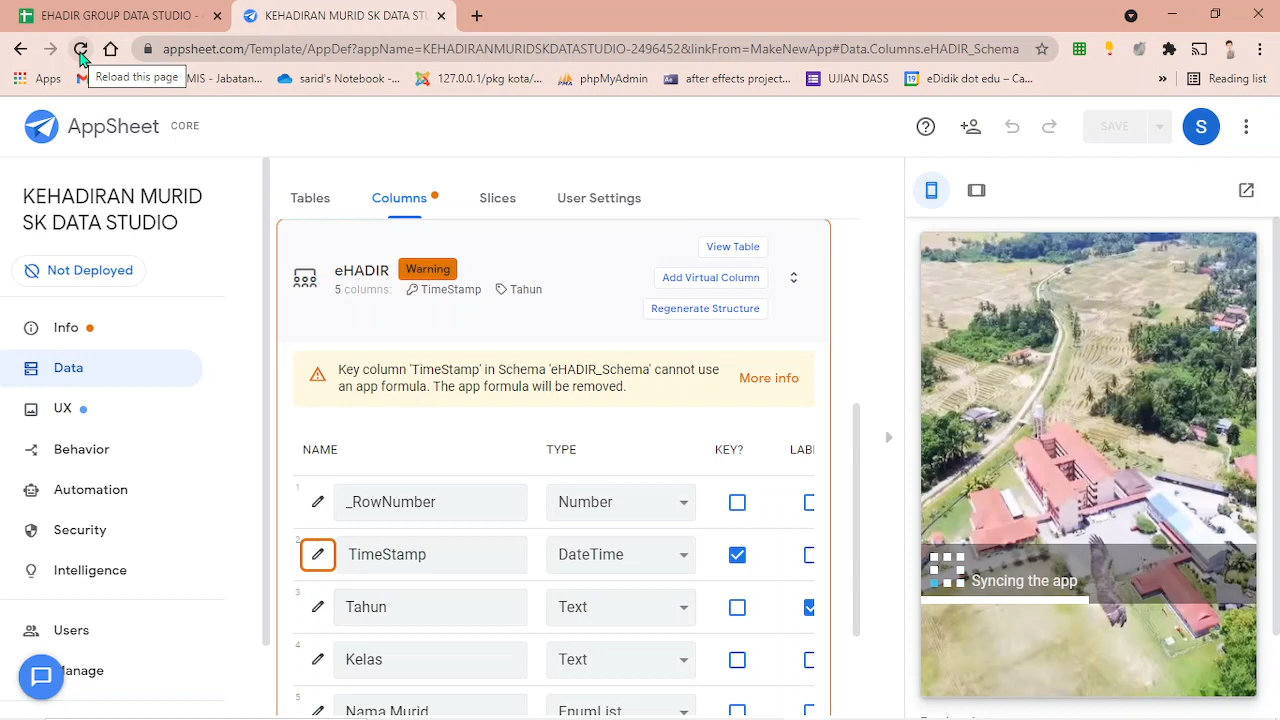 EHADIR GROUP DATA STUDIO -
KEHADIRAN MURID SK DATA STU
appsheet.com/Template/AppDef?appName=KEHADIRANMURIDSKDATASTUDIO-2496452&linkFrom=MakeNewApp#Data.Columns.eHADIR_Schema
Apps
Reload this page
MIS - Jabatan...
sarid's Notebook -...
127.0.0.1/pkg kota/...
phpMyAdmin
after effects project...
UJIAN DASS
eDidik dot edu – Ca...
»
Reading list
AppSheet CORE
SAVE
S
KEHADIRAN MURID
SK DATA STUDIO
Not Deployed
Info
Data
UX
Behavior
Automation
Security
Intelligence
Users
Manage
Tables
Columns
Slices
User Settings
eHADIR
Warning
5 columns:
TimeStamp
Tahun
View Table
Add Virtual Column
Regenerate Structure
Key column 'TimeStamp' in Schema 'eHADIR_Schema' cannot use
an app formula. The app formula will be removed.
More info
NAME
TYPE
KEY?
LABE
1
_RowNumber
Number
2
TimeStamp
DateTime
3
Tahun
Text
4
Kelas
Text
5
Nama Murid
EnumList
Syncing the app